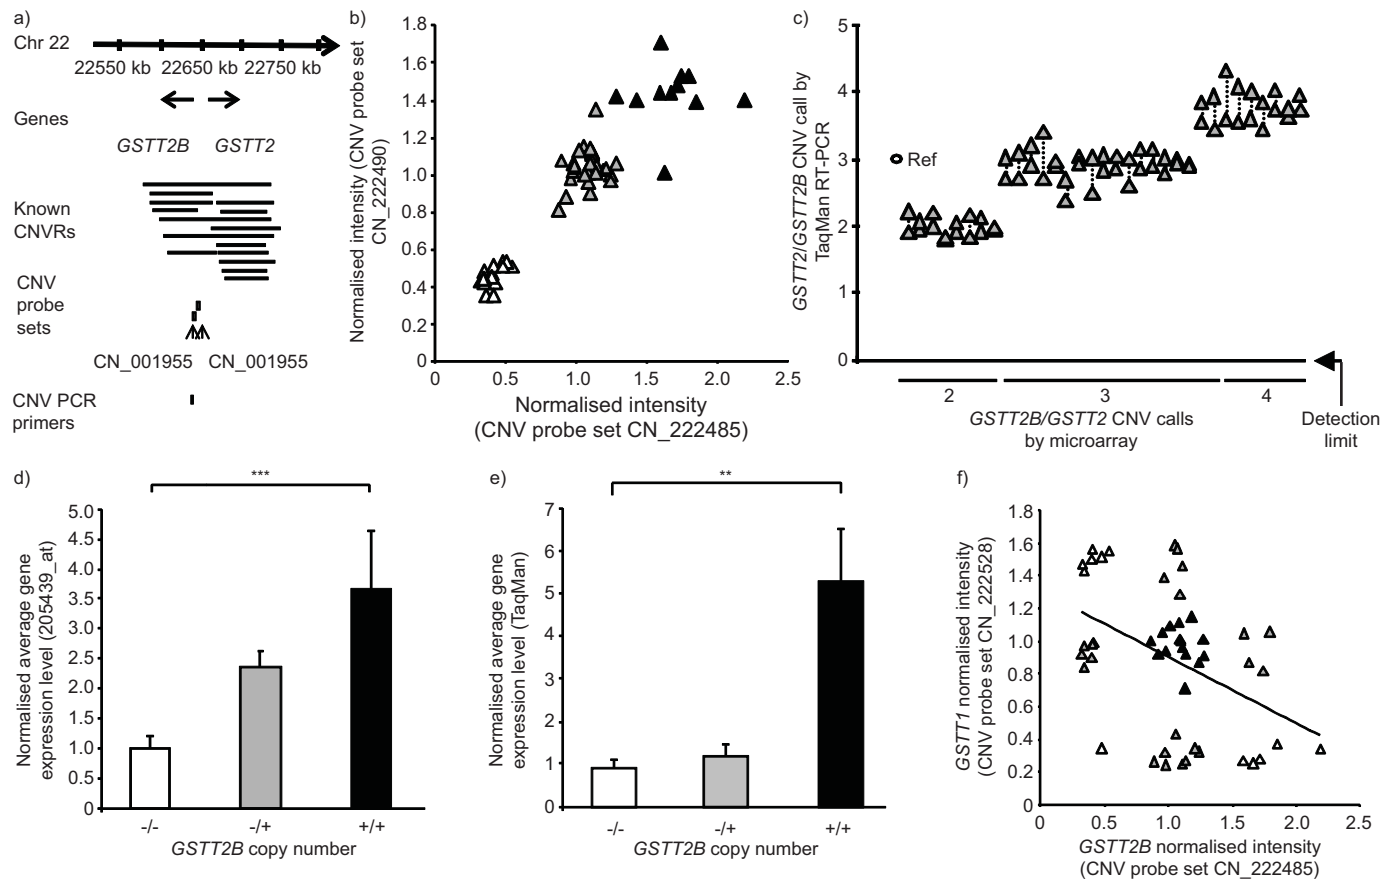 a)
Chr 22
22550 kb 22650 kb 22750 kb
Genes
GSTT2B GSTT2
Known
CNVRs
CNV
probe
sets
CN_001955 CN_001955
CNV PCR
primers
b)
Normalised intensity (CNV probe set
CN_222490)
1.8
1.6
1.4
1.2
1.0
0.8
0.6
0.4
0.2
0
0 0.5 1.0 1.5 2.0 2.5
Normalised intensity
(CNV probe set CN_222485)
c)
GSTT2/GSTT2B CNV call by
TaqMan RT-PCR
5
4
3
2
1
0
Ref
2 3 4
GSTT2B/GSTT2 CNV calls
by microarray
Detection
limit
d)
***
Normalised average gene
expression level (205439_at)
5.0
4.5
4.0
3.5
3.0
2.5
2.0
1.5
1.0
0.5
0
-/- -/+ +/+
GSTT2B copy number
e)
**
Normalised average gene
expression level (TaqMan)
7
6
5
4
3
2
1
0
-/- -/+ +/+
GSTT2B copy number
f)
GSTT1 normalised intensity
(CNV probe set CN_222528)
1.8
1.6
1.4
1.2
1.0
0.8
0.6
0.4
0.2
0
0 0.5 1.0 1.5 2.0 2.5
GSTT2B normalised intensity
(CNV probe set CN_222485)